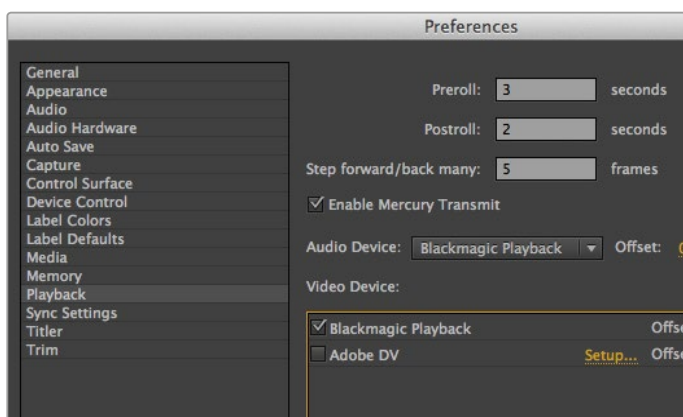 Preferences
General
Appearance
Audio
Audio Hardware
Auto Save
Capture
Control Surface
Device Control
Label Colors
Label Defaults
Media
Memory
Playback
Sync Settings
Titler
Trim
Preroll: 3 seconds
Postroll: 2 seconds
Step forward/back many: 5 frames
Enable Mercury Transmit
Audio Device: Blackmagic Playback Offset:
Video Device:
Blackmagic Playback Offse
Adobe DV Setup... Offse